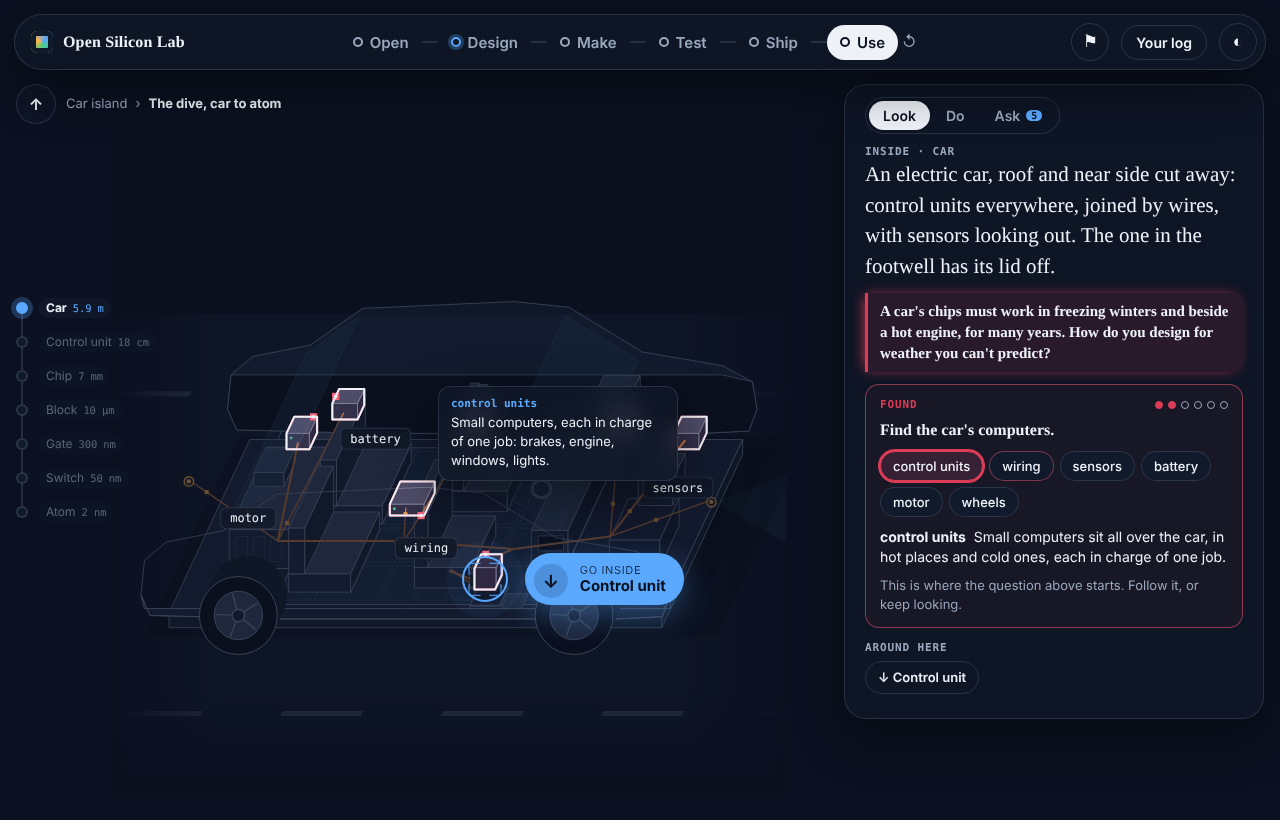 Open Silicon Lab
Open
Design
Make
Test
Ship
Use
Your log
Car island › The dive, car to atom
Car 5.9 m
Control unit 18 cm
Chip 7 mm
Block 10 µm
Gate 300 nm
Switch 50 nm
Atom 2 nm
control units
Small computers, each in charge
of one job: brakes, engine,
windows, lights.
battery
sensors
motor
wiring
GO INSIDE
Control unit
Look
Do
Ask 5
INSIDE · CAR
An electric car, roof and near side cut away:
control units everywhere, joined by wires,
with sensors looking out. The one in the
footwell has its lid off.
A car's chips must work in freezing winters and beside
a hot engine, for many years. How do you design for
weather you can't predict?
FOUND
Find the car's computers.
control units
wiring
sensors
battery
motor
wheels
control units Small computers sit all over the car, in
hot places and cold ones, each in charge of one job.
This is where the question above starts. Follow it, or
keep looking.
AROUND HERE
↓ Control unit